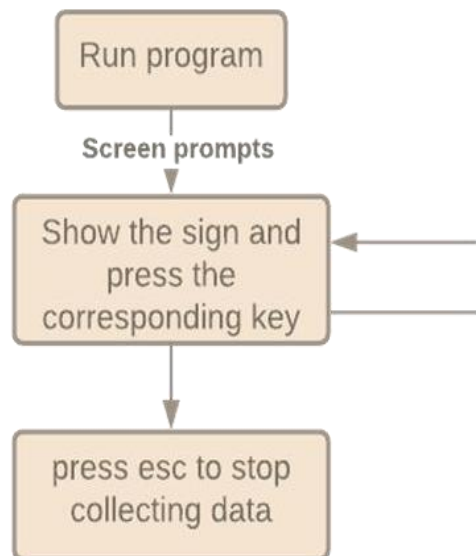 Run program
Screen prompts
Show the sign and
press the
corresponding key
press esc to stop
collecting data